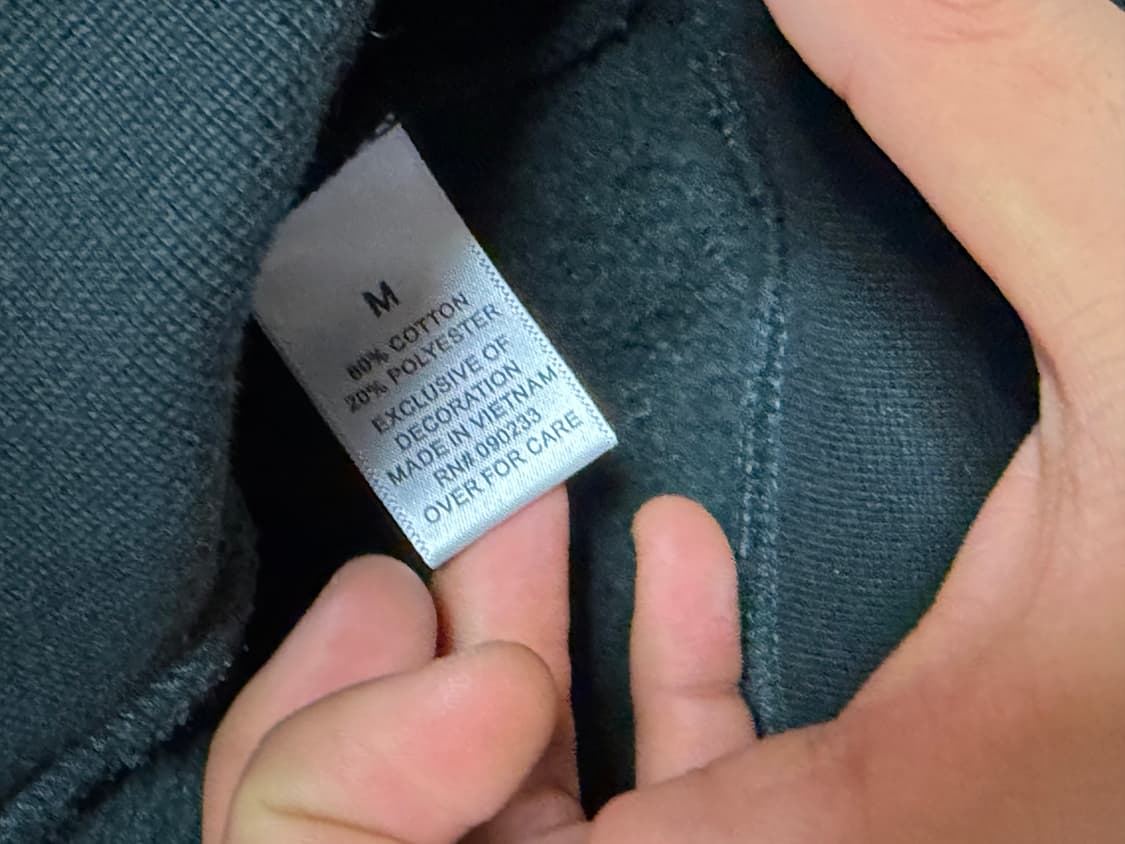 M
80% COTTON
20% POLYESTER
EXCLUSIVE OF
DECORATION
MADE IN VIETNAM
RN# 090233
OVER FOR CARE